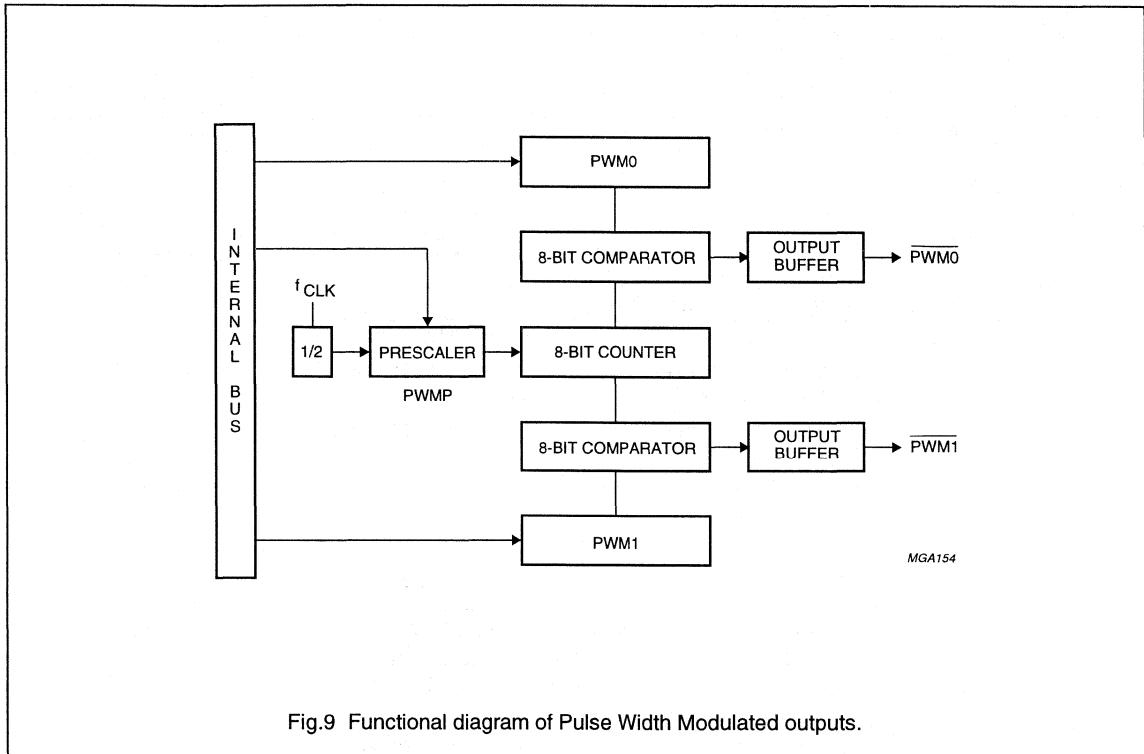 INTERNAL BUS
PWM0
8-BIT COMPARATOR
OUTPUT
BUFFER
PWM0
fCLK
1/2
PRESCALER
PWMP
8-BIT COUNTER
8-BIT COMPARATOR
OUTPUT
BUFFER
PWM1
PWM1
MGA154
Fig.9 Functional diagram of Pulse Width Modulated outputs.